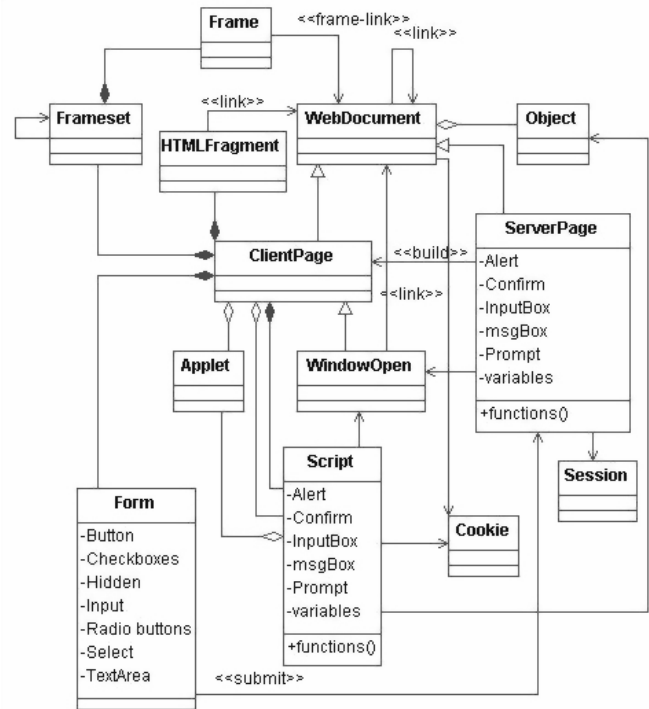 Frame
<<frame-link>>
<<link>>
<<link>>
Frameset
HTMLFragment
WebDocument
Object
ClientPage
<<build>>
<<link>>
ServerPage
-Alert
-Confirm
-InputBox
-msgBox
-Prompt
-variables
+functions()
Applet
WindowOpen
Script
-Alert
-Confirm
-InputBox
-msgBox
-Prompt
-variables
+functions()
Session
Cookie
Form
-Button
-Checkboxes
-Hidden
-Input
-Radio buttons
-Select
-TextArea
<<submit>>